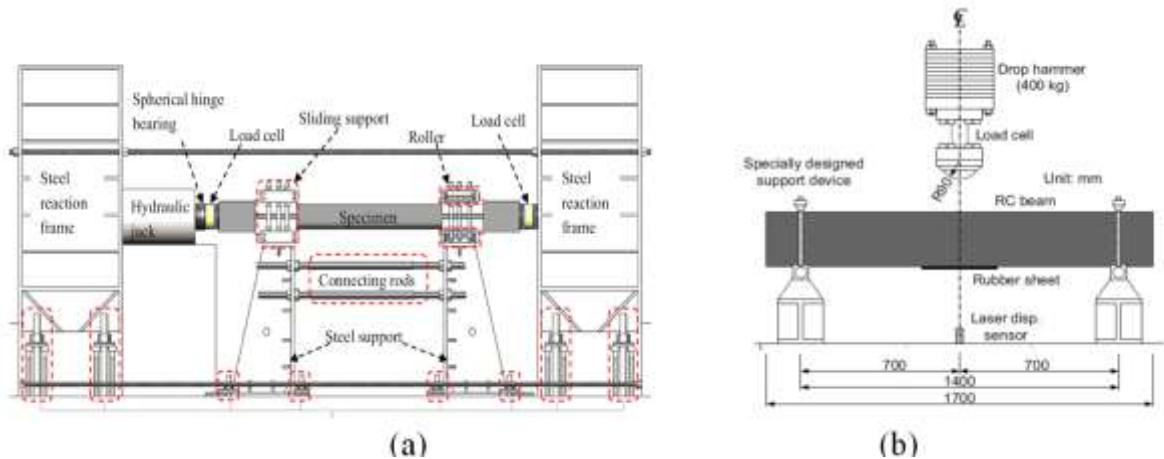 Spherical hinge
bearing
Load cell
Sliding support
Roller
Load cell
Steel
reaction
frame
Hydraulic
jack
Specimen
Steel
reaction
frame
Connecting rods
Steel support
(a)
℄
Drop hammer
(400 kg)
Load cell
R90
Specially designed
support device
Unit: mm
RC beam
Rubber sheet
Laser disp.
sensor
700
700
1400
1700
(b)